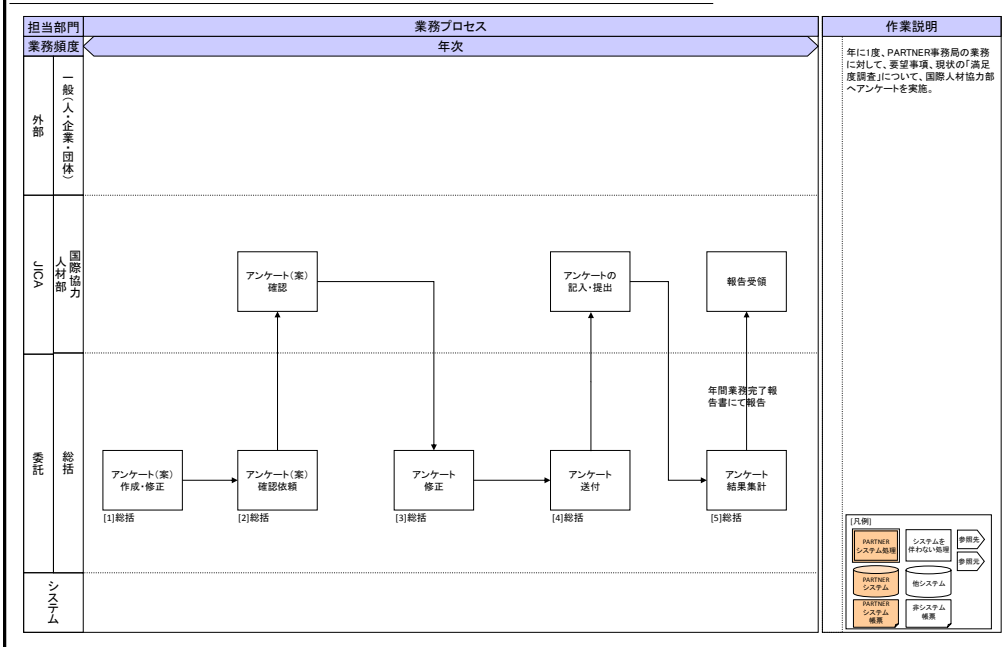 担当部門
業務プロセス
作業説明
業務頻度
年次
年に1度、PARTNER事務局の業務
に対して、要望事項、現状の「満足
度調査」について、国際人材協力部
へアンケートを実施。
外部
一般（人・企業・団体）
JICA
国際協力
人材部
アンケート（案）
確認
アンケートの
記入・提出
報告受領
年間業務完了報
告書にて報告
委託
総括
アンケート（案）
作成・修正
[1]総括
アンケート（案）
確認依頼
[2]総括
アンケート
修正
[3]総括
アンケート
送付
[4]総括
アンケート
結果集計
[5]総括
システム
[凡例]
PARTNER
システム処理
システムを
伴わない処理
参照先
参照元
PARTNER
システム
他システム
PARTNER
システム
帳票
非システム
帳票